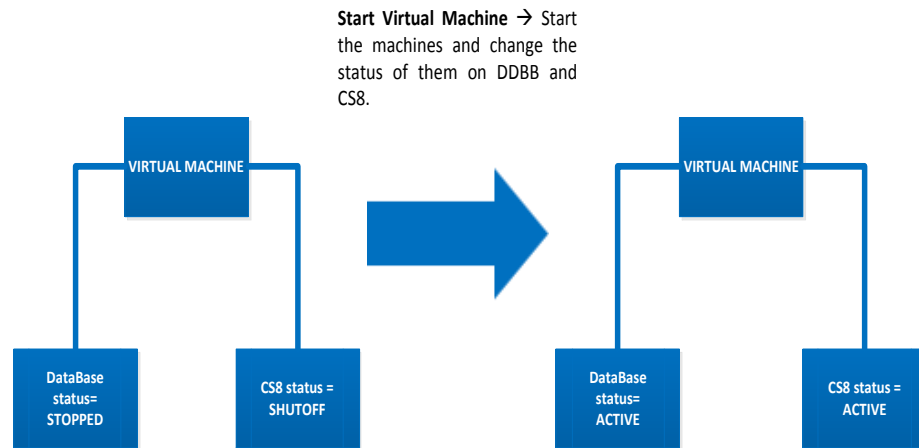 Start Virtual Machine → Start
the machines and change the
status of them on DDBB and
CS8.
VIRTUAL MACHINE
VIRTUAL MACHINE
DataBase
status=
STOPPED
CS8 status =
SHUTOFF
DataBase
status=
ACTIVE
CS8 status =
ACTIVE